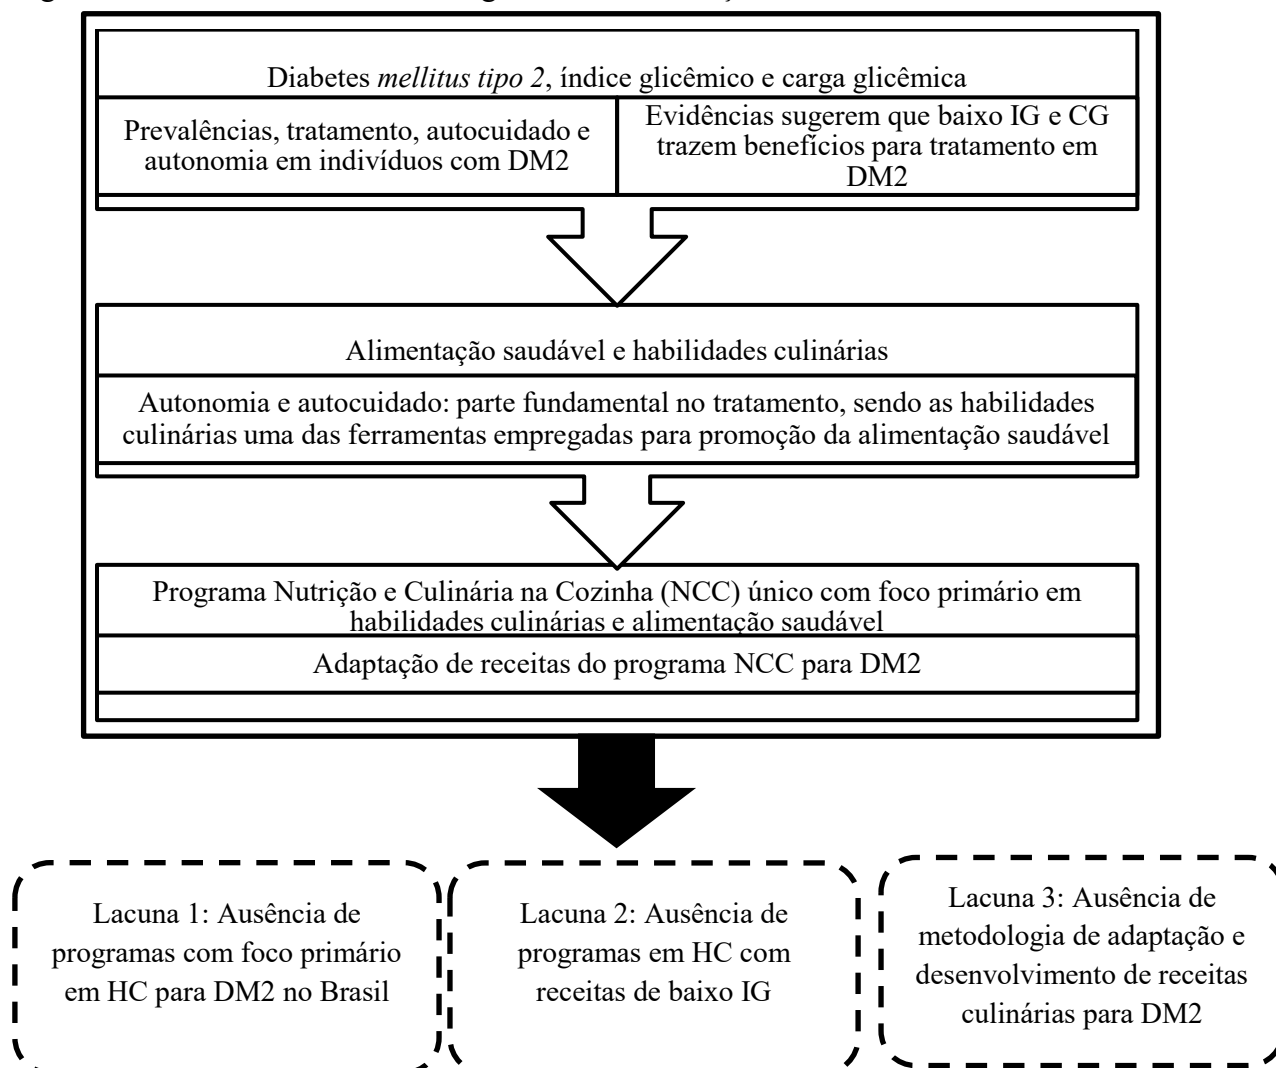 Diabetes mellitus tipo 2, índice glicêmico e carga glicêmica
Prevalências, tratamento, autocuidado e
autonomia em indivíduos com DM2
Evidências sugerem que baixo IG e CG
trazem benefícios para tratamento em
DM2
Alimentação saudável e habilidades culinárias
Autonomia e autocuidado: parte fundamental no tratamento, sendo as habilidades
culinárias uma das ferramentas empregadas para promoção da alimentação saudável
Programa Nutrição e Culinária na Cozinha (NCC) único com foco primário em
habilidades culinárias e alimentação saudável
Adaptação de receitas do programa NCC para DM2
Lacuna 1: Ausência de
programas com foco primário
em HC para DM2 no Brasil
Lacuna 2: Ausência de
programas em HC com
receitas de baixo IG
Lacuna 3: Ausência de
metodologia de adaptação e
desenvolvimento de receitas
culinárias para DM2